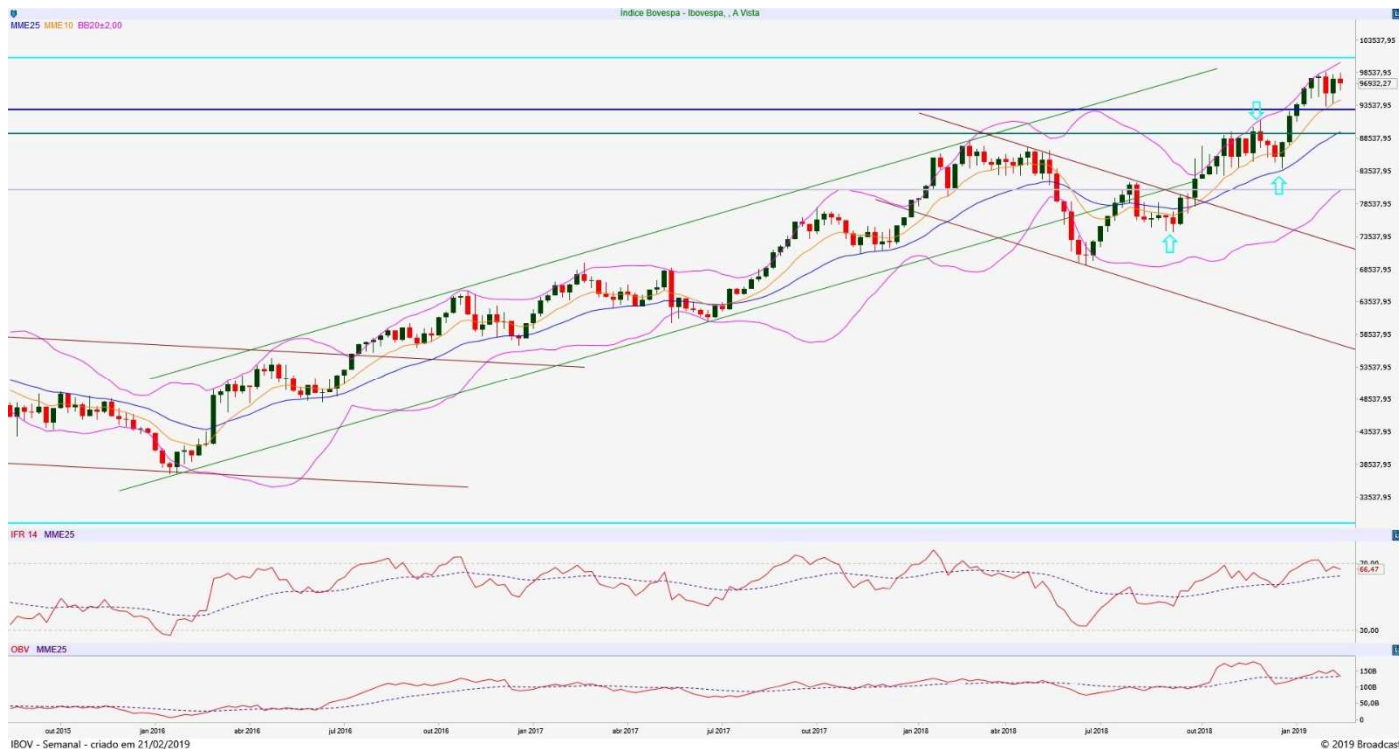 Índice Bovespa - Ibovespa, , A Vista
MME25 MME10 BB20±2,00
103537,95
98537,95
96932,27
93537,95
88537,95
83537,95
78537,95
73537,95
68537,95
63537,95
58537,95
53537,95
48537,95
43537,95
38537,95
33537,95
IFR 14 MME25
70,00
66,47
30,00
OBV MME25
150B
100B
50,0B
0
out 2015 jan 2016 abr 2016 jul 2016 out 2016 jan 2017 abr 2017 jul 2017 out 2017 jan 2018 abr 2018 jul 2018 out 2018 jan 2019
IBOV - Semanal - criado em 21/02/2019
© 2019 Broadcast